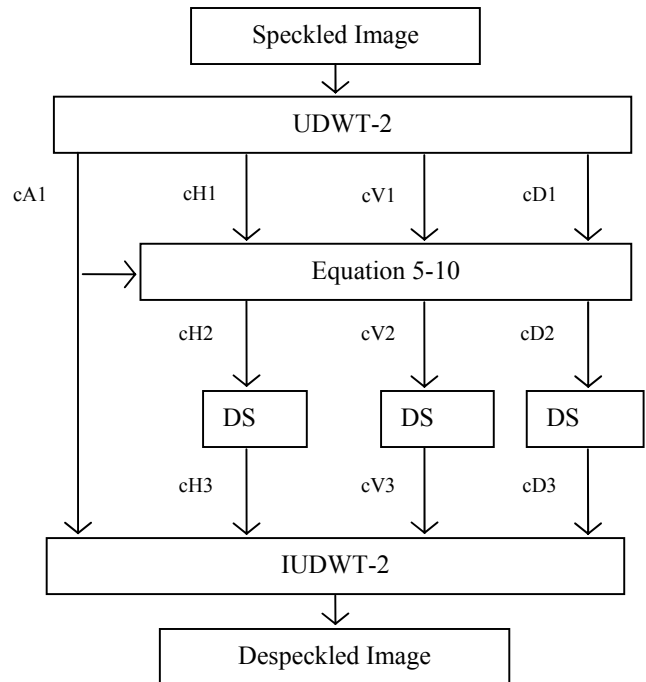 Speckled Image
UDWT-2
cA1
cH1
cV1
cD1
Equation 5-10
cH2
cV2
cD2
DS
DS
DS
cH3
cV3
cD3
IUDWT-2
Despeckled Image